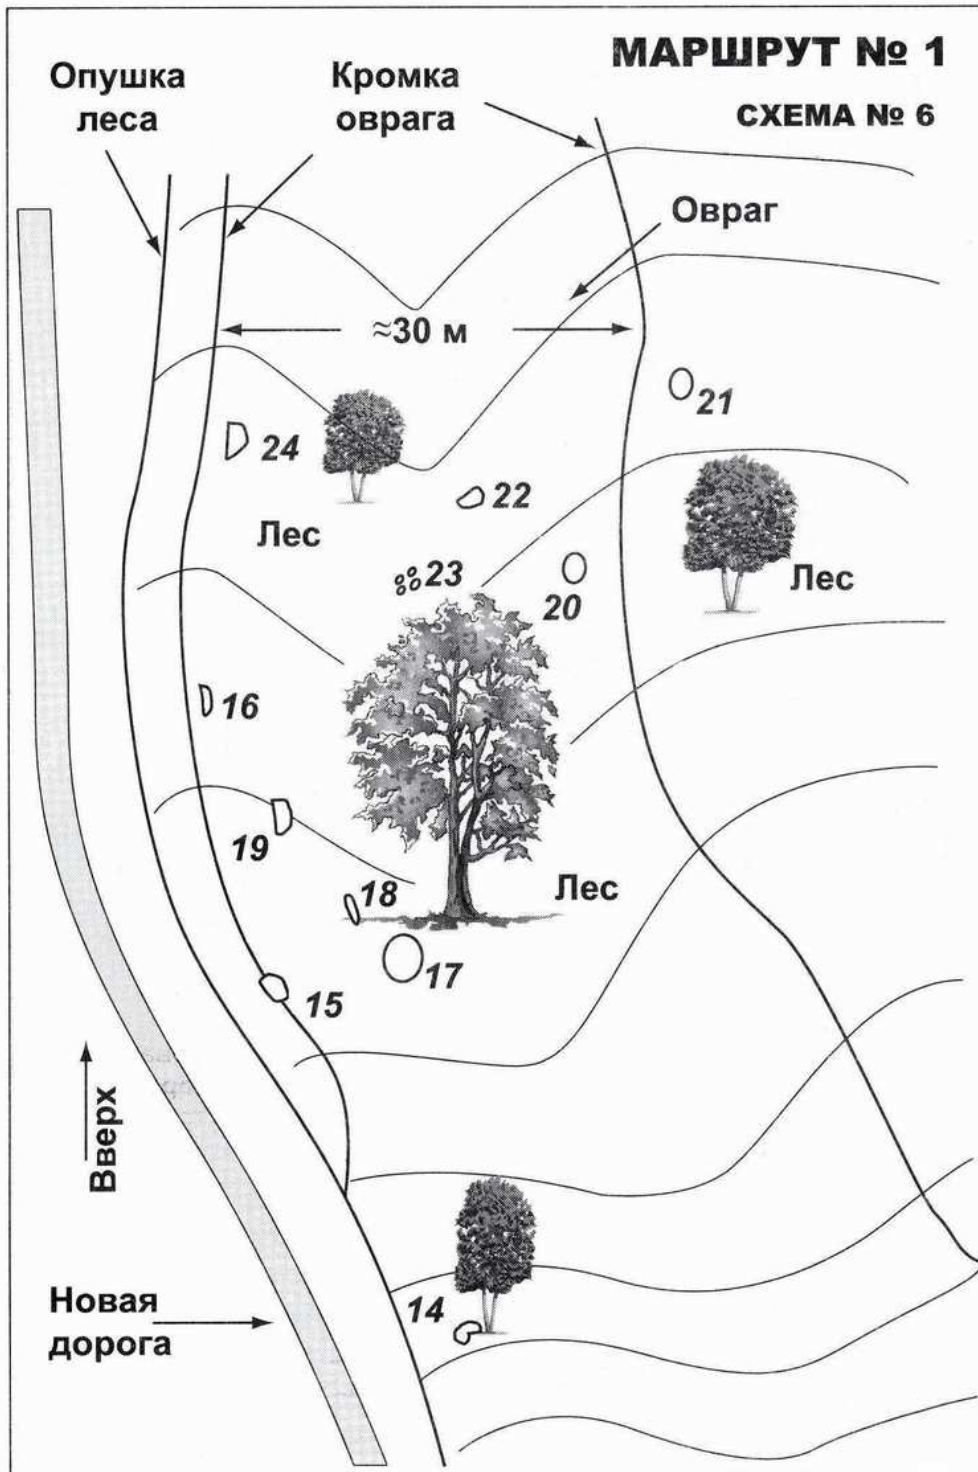 МАРШРУТ № 1
СХЕМА № 6
Опушка
леса
Кромка
оврага
Овраг
≈30 м
21
24
22
Лес
Лес
23
20
16
19
18
Лес
17
15
Вверх
14
Новая
дорога